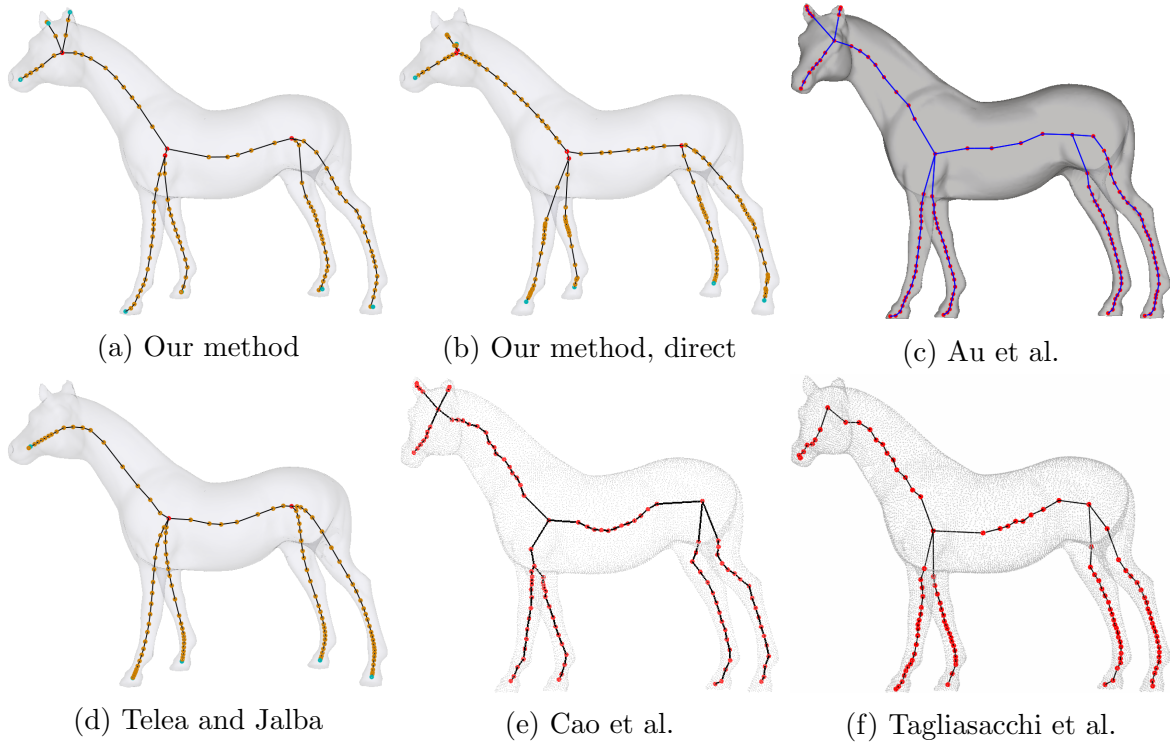 (a) Our method
(b) Our method, direct
(c) Au et al.
(d) Telea and Jalba
(e) Cao et al.
(f) Tagliasacchi et al.